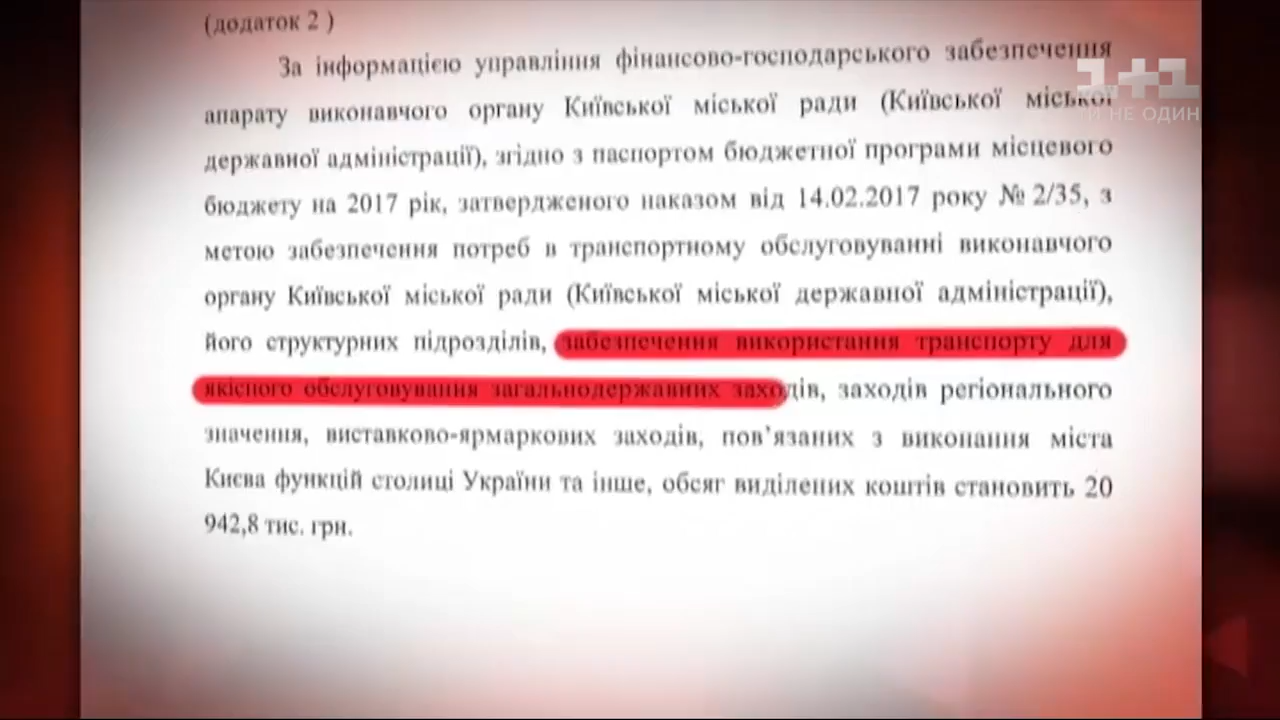 (додаток 2 )
За інформацією управління фінансово-господарського забезпечення
апарату виконавчого органу Київської міської ради (Київської міської
державної адміністрації), згідно з паспортом бюджетної програми місцевого
бюджету на 2017 рік, затвердженого наказом від 14.02.2017 року № 2/35, з
метою забезпечення потреб в транспортному обслуговуванні виконавчого
органу Київської міської ради (Київської міської державної адміністрації),
його структурних підрозділів, забезпечення використання транспорту для
якісного обслуговування загальнодержавних заходів, заходів регіонального
значення, виставково-ярмаркових заходів, пов’язаних з виконання міста
Києва функцій столиці України та інше, обсяг виділених коштів становить 20
942,8 тис. грн.
1+1
ТИ НЕ ОДИН